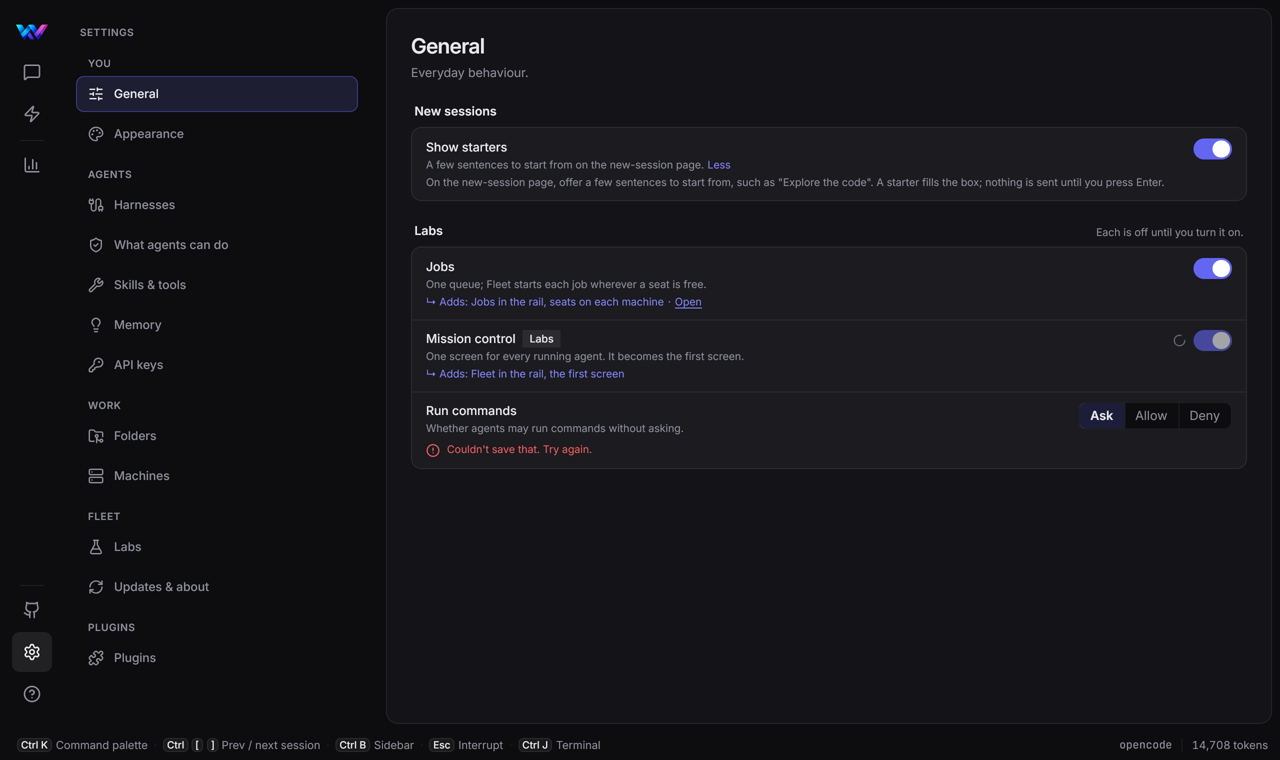 SETTINGS
YOU
General
Appearance
AGENTS
Harnesses
What agents can do
Skills & tools
Memory
API keys
WORK
Folders
Machines
FLEET
Labs
Updates & about
PLUGINS
Plugins
General
Everyday behaviour.
New sessions
Show starters
A few sentences to start from on the new-session page. Less
On the new-session page, offer a few sentences to start from, such as "Explore the code". A starter fills the box; nothing is sent until you press Enter.
Labs
Each is off until you turn it on.
Jobs
One queue; Fleet starts each job wherever a seat is free.
↳ Adds: Jobs in the rail, seats on each machine · Open
Mission control Labs
One screen for every running agent. It becomes the first screen.
↳ Adds: Fleet in the rail, the first screen
Run commands
Whether agents may run commands without asking.
Ask Allow Deny
Couldn't save that. Try again.
Ctrl K Command palette · Ctrl [ ] Prev / next session · Ctrl B Sidebar · Esc Interrupt · Ctrl J Terminal
opencode 14,708 tokens